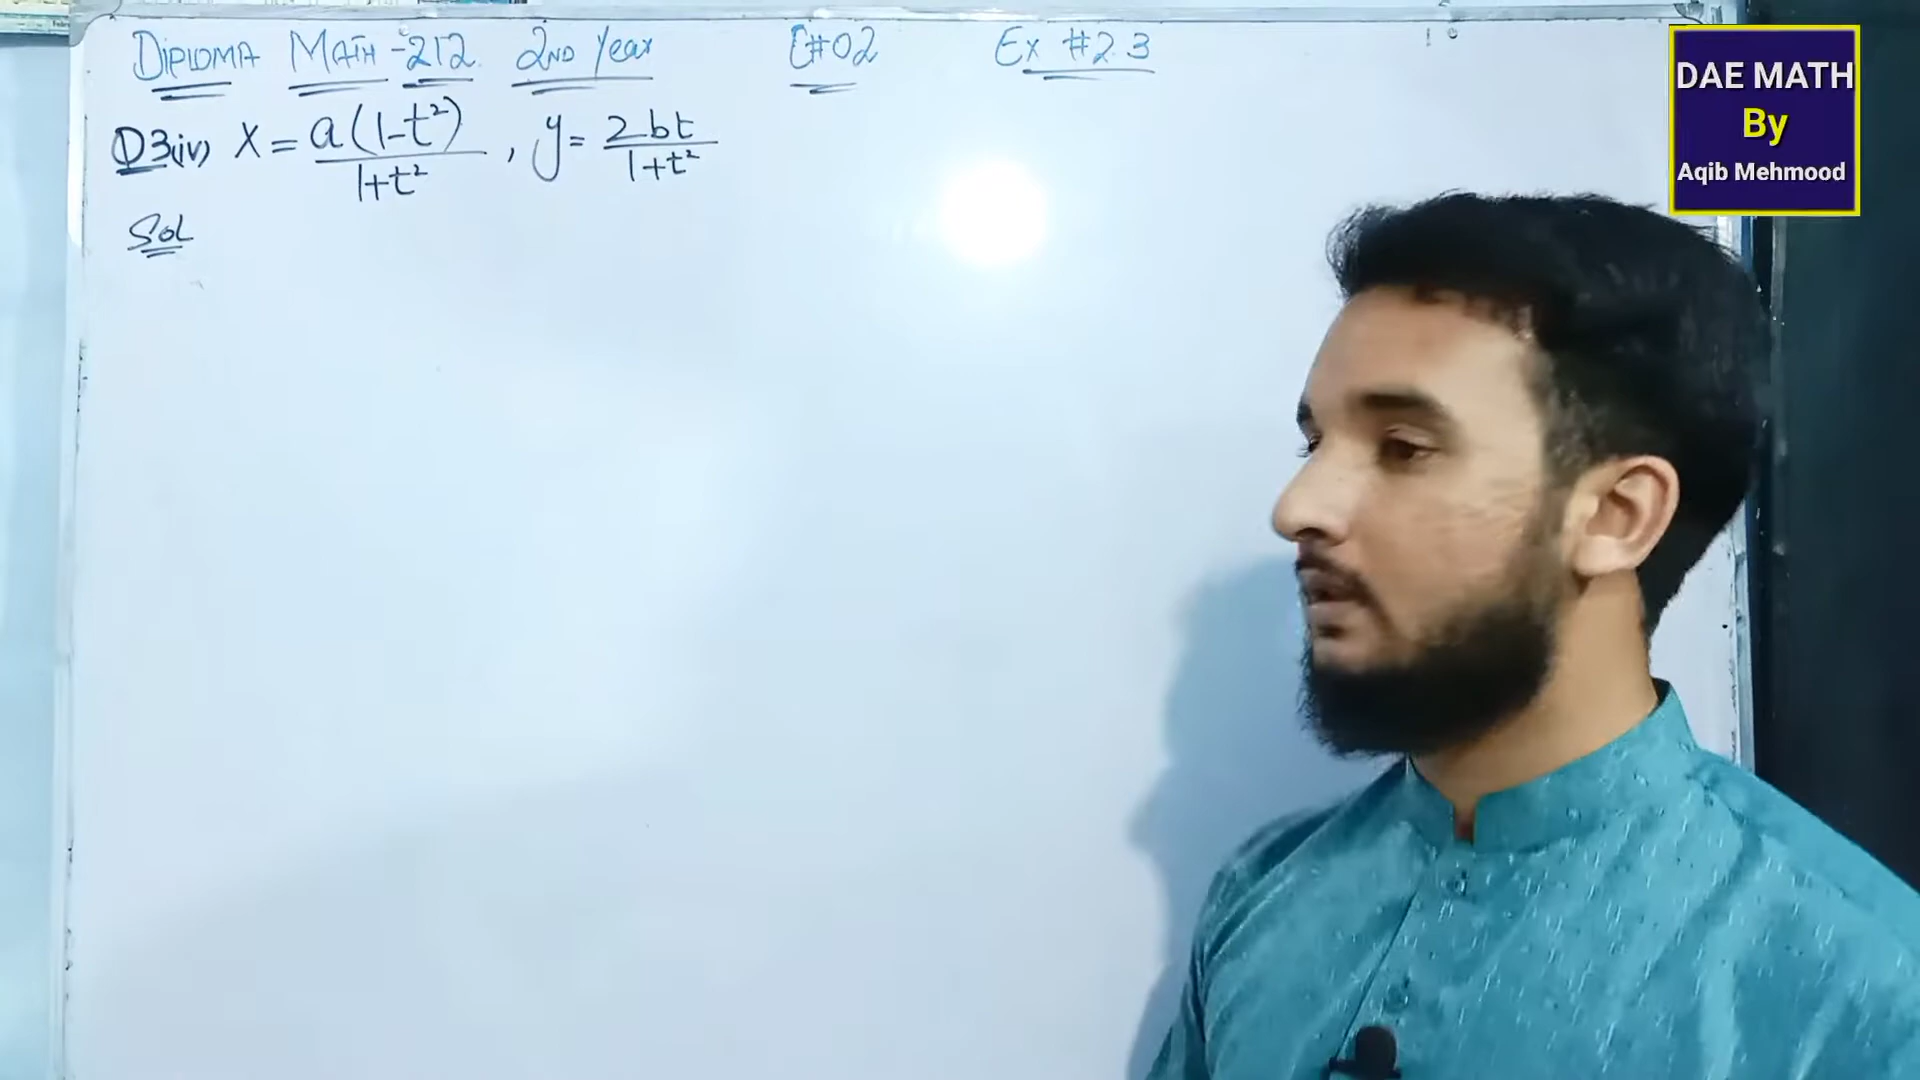 DIPLOMA MATH-212 2ND Year C#02 Ex #2.3
Q3(iv) x = a(1-t²)/1+t² , y = 2bt/1+t²
Sol
DAE MATH
By
Aqib Mehmood